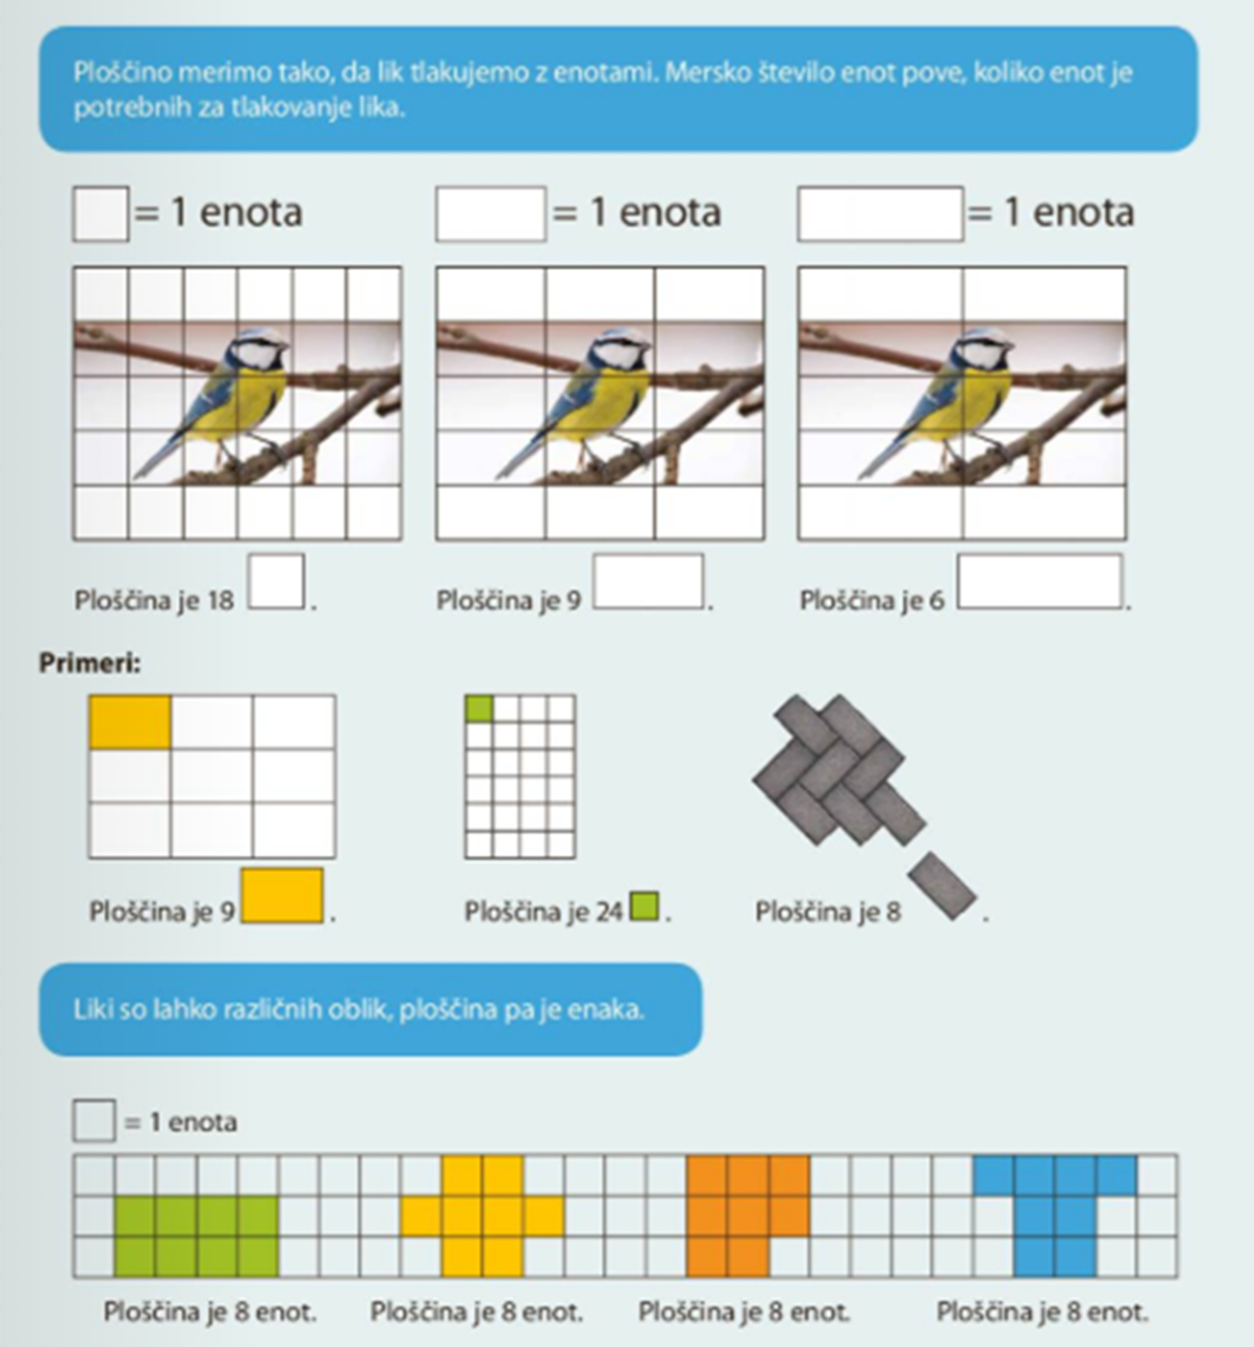 Ploščino merimo tako, da lik tlakujemo z enotami. Mersko število enot pove, koliko enot je
potrebnih za tlakovanje lika.
= 1 enota
= 1 enota
= 1 enota
Ploščina je 18 .
Ploščina je 9 .
Ploščina je 6 .
Primeri:
Ploščina je 9 .
Ploščina je 24 .
Ploščina je 8 .
Liki so lahko različnih oblik, ploščina pa je enaka.
= 1 enota
Ploščina je 8 enot.
Ploščina je 8 enot.
Ploščina je 8 enot.
Ploščina je 8 enot.